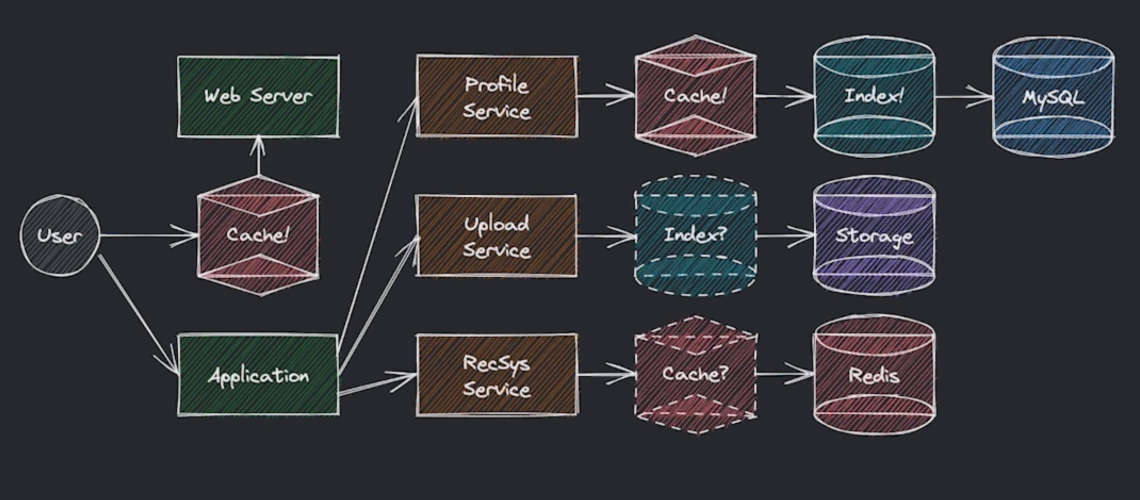 Web Server
Profile
Service
Cache!
Index!
MySQL
User
Cache!
Upload
Service
Index?
Storage
Application
RecSys
Service
Cache?
Redis